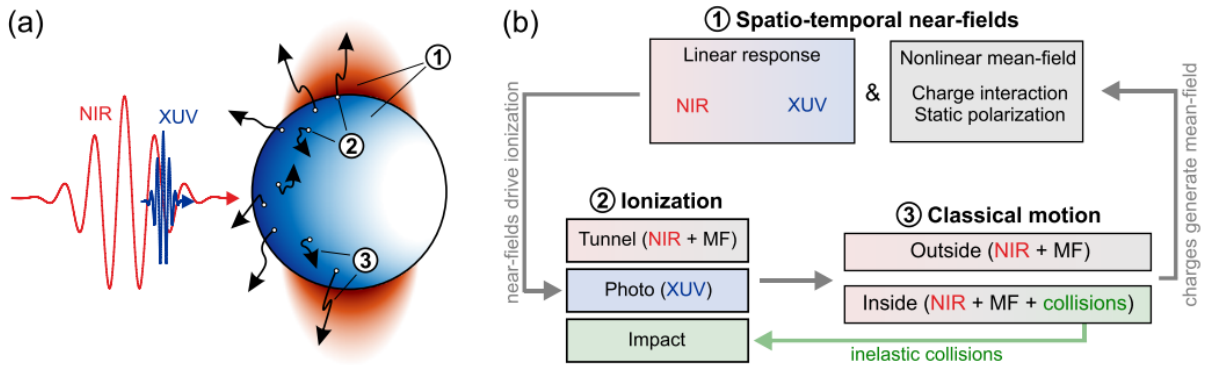 (a)
NIR
XUV
①
②
③
(b)
① Spatio-temporal near-fields
Linear response
NIR XUV
&
Nonlinear mean-field
Charge interaction
Static polarization
near-fields drive ionization
② Ionization
Tunnel (NIR + MF)
Photo (XUV)
Impact
③ Classical motion
Outside (NIR + MF)
Inside (NIR + MF + collisions)
inelastic collisions
charges generate mean-field